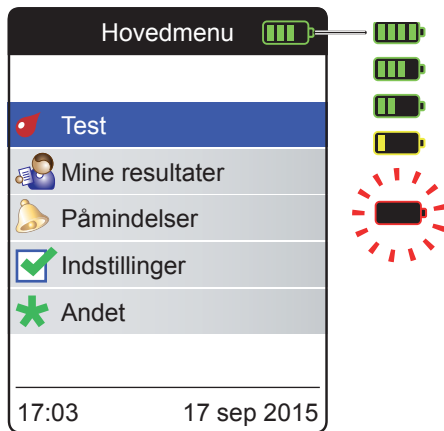 Hovedmenu
Test
Mine resultater
Påmindelser
Indstillinger
Andet
17:03 17 sep 2015